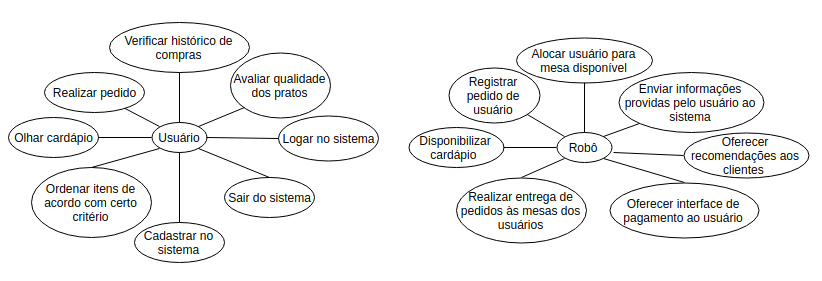 Verificar histórico de
compras
Avaliar qualidade
dos pratos
Realizar pedido
Olhar cardápio
Usuário
Logar no sistema
Ordenar itens de
acordo com certo
critério
Sair do sistema
Cadastrar no
sistema
Alocar usuário para
mesa disponível
Registrar
pedido de
usuário
Enviar informações
providas pelo usuário ao
sistema
Disponibilizar
cardápio
Robô
Oferecer
recomendações aos
clientes
Realizar entrega de
pedidos às mesas dos
usuários
Oferecer interface de
pagamento ao usuário